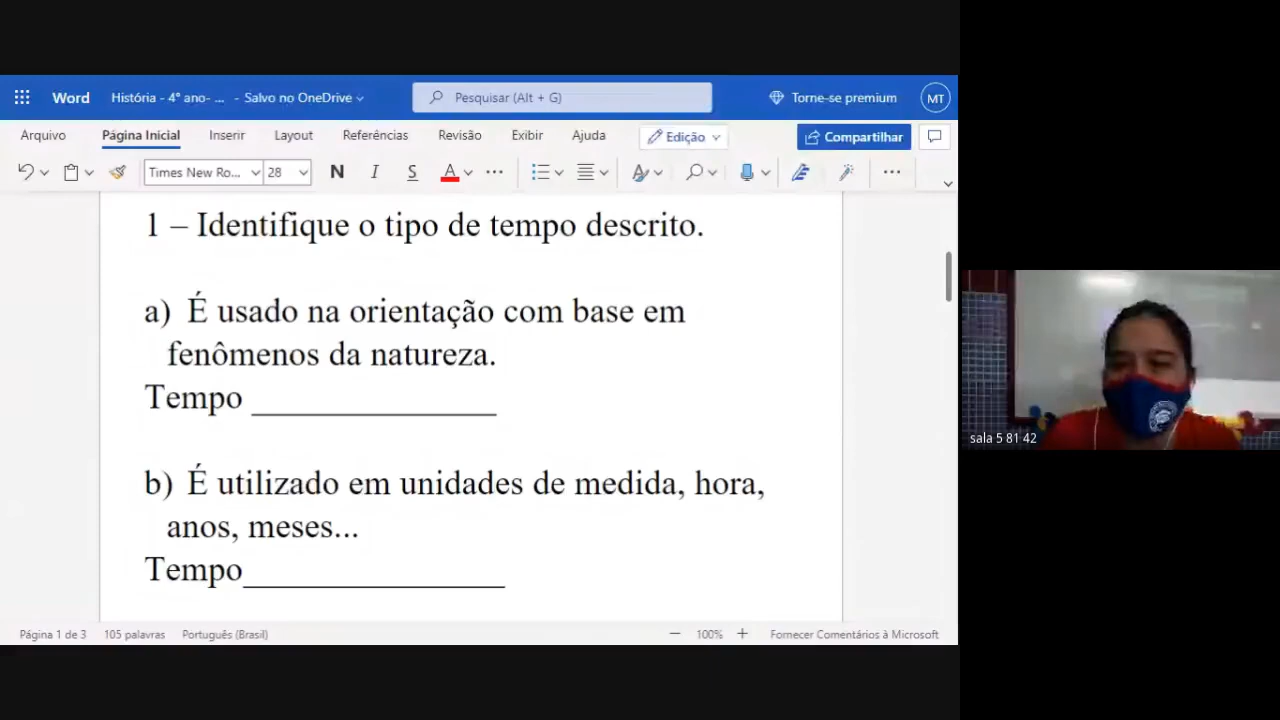 Word
História - 4° ano- ... - Salvo no OneDrive
Pesquisar (Alt + G)
Torne-se premium
MT
Arquivo
Página Inicial
Inserir
Layout
Referências
Revisão
Exibir
Ajuda
Edição
Compartilhar
Times New Ro...
28
N
I
S
A
1 – Identifique o tipo de tempo descrito.
a) É usado na orientação com base em
fenômenos da natureza.
Tempo ______________
b) É utilizado em unidades de medida, hora,
anos, meses...
Tempo_______________
Página 1 de 3
105 palavras
Português (Brasil)
100%
Fornecer Comentários à Microsoft
sala 5 81 42